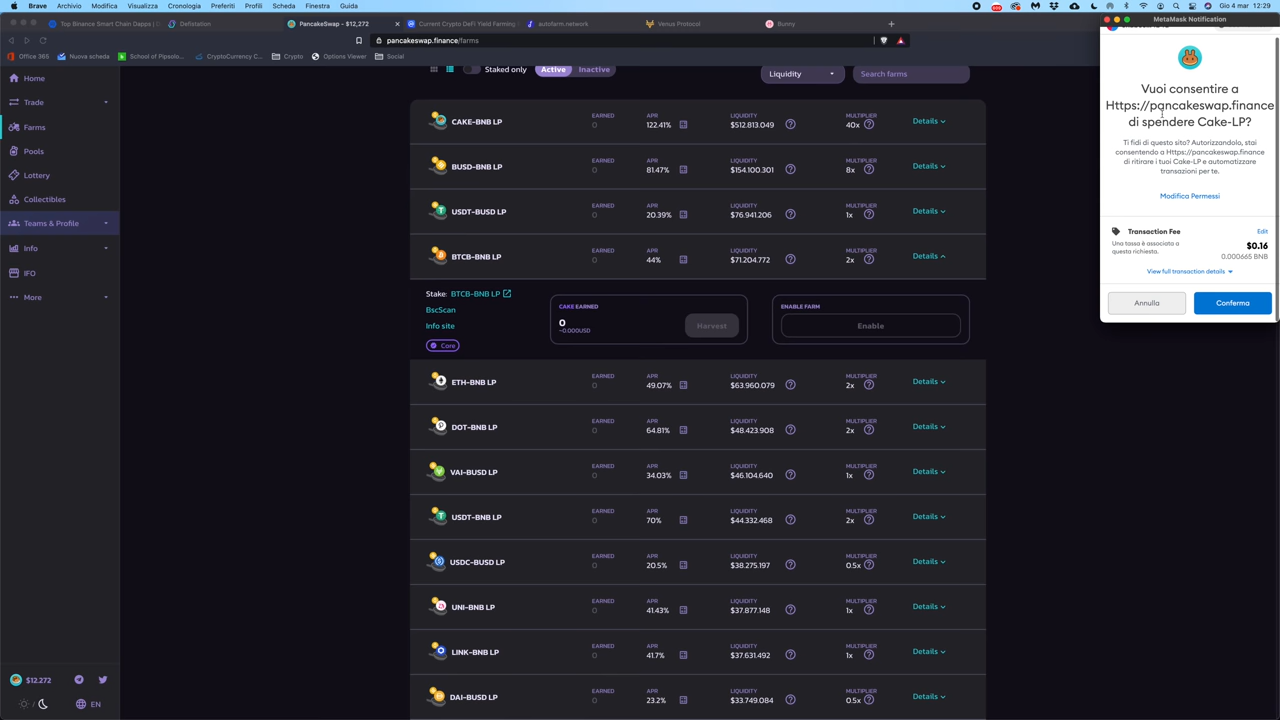 Brave Archivio Modifica Visualizza Cronologia Preferiti Profili Scheda Finestra Guida
Gio 4 mar 12:29
Top Binance Smart Chain Dapps |
Defistation
PancakeSwap - $12,272
Current Crypto DeFi Yield Farming
autofarm.network
Venus Protocol
Bunny
pancakeswap.finance/farms
Office 365
Nuova scheda
School of Pipsolo...
CryptoCurrency C...
Crypto
Options Viewer
Social
Home
Trade
Farms
Pools
Lottery
Collectibles
Teams & Profile
Info
IFO
More
$12.272
EN
Staked only
Active
Inactive
Liquidity
Search farms
CAKE-BNB LP EARNED 0 APR 122.41% LIQUIDITY $512.813.049 MULTIPLIER 40x Details
EARNED 0 APR 81.47% LIQUIDITY $154.100.301 MULTIPLIER 8x Details
USDT-BUSD LP EARNED 0 APR 20.39% LIQUIDITY $76.941.206 MULTIPLIER 1x Details
BTCB-BNB LP EARNED 0 APR 44% LIQUIDITY $71.204.772 MULTIPLIER 2x Details
Stake: BTCB-BNB LP
BscScan
Info site
Core
CAKE EARNED
0
~0.000USD
Harvest
ENABLE FARM
Enable
ETH-BNB LP EARNED 0 APR 49.07% LIQUIDITY $63.960.079 MULTIPLIER 2x Details
DOT-BNB LP EARNED 0 APR 64.81% LIQUIDITY $48.423.908 MULTIPLIER 2x Details
VAI-BUSD LP EARNED 0 APR 34.03% LIQUIDITY $46.104.640 MULTIPLIER 1x Details
USDT-BNB LP EARNED 0 APR 70% LIQUIDITY $44.332.468 MULTIPLIER 2x Details
USDC-BUSD LP EARNED 0 APR 20.5% LIQUIDITY $38.275.197 MULTIPLIER 0.5x Details
UNI-BNB LP EARNED 0 APR 41.43% LIQUIDITY $37.877.148 MULTIPLIER 1x Details
LINK-BNB LP EARNED 0 APR 41.7% LIQUIDITY $37.631.492 MULTIPLIER 1x Details
DAI-BUSD LP EARNED 0 APR 23.2% LIQUIDITY $33.749.084 MULTIPLIER 0.5x Details
MetaMask Notification
Vuoi consentire a
Https://pancakeswap.finance
di spendere Cake-LP?
Ti fidi di questo sito? Autorizzandolo, stai
consentendo a Https://pancakeswap.finance
di ritirare i tuoi Cake-LP e automatizzare
transazioni per te.
Modifica Permessi
Transaction Fee
Edit
Una tassa è associata a
questa richiesta.
$0.16
0.000665 BNB
View full transaction details
Annulla
Conferma